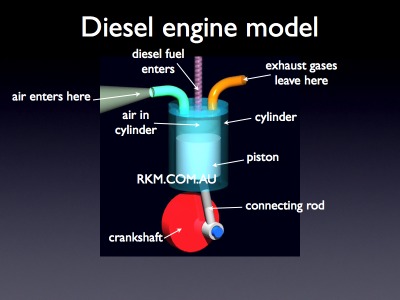 Diesel engine model
diesel fuel
enters
exhaust gases
leave here
air enters here
air in
cylinder
cylinder
piston
RKM.COM.AU
connecting rod
crankshaft